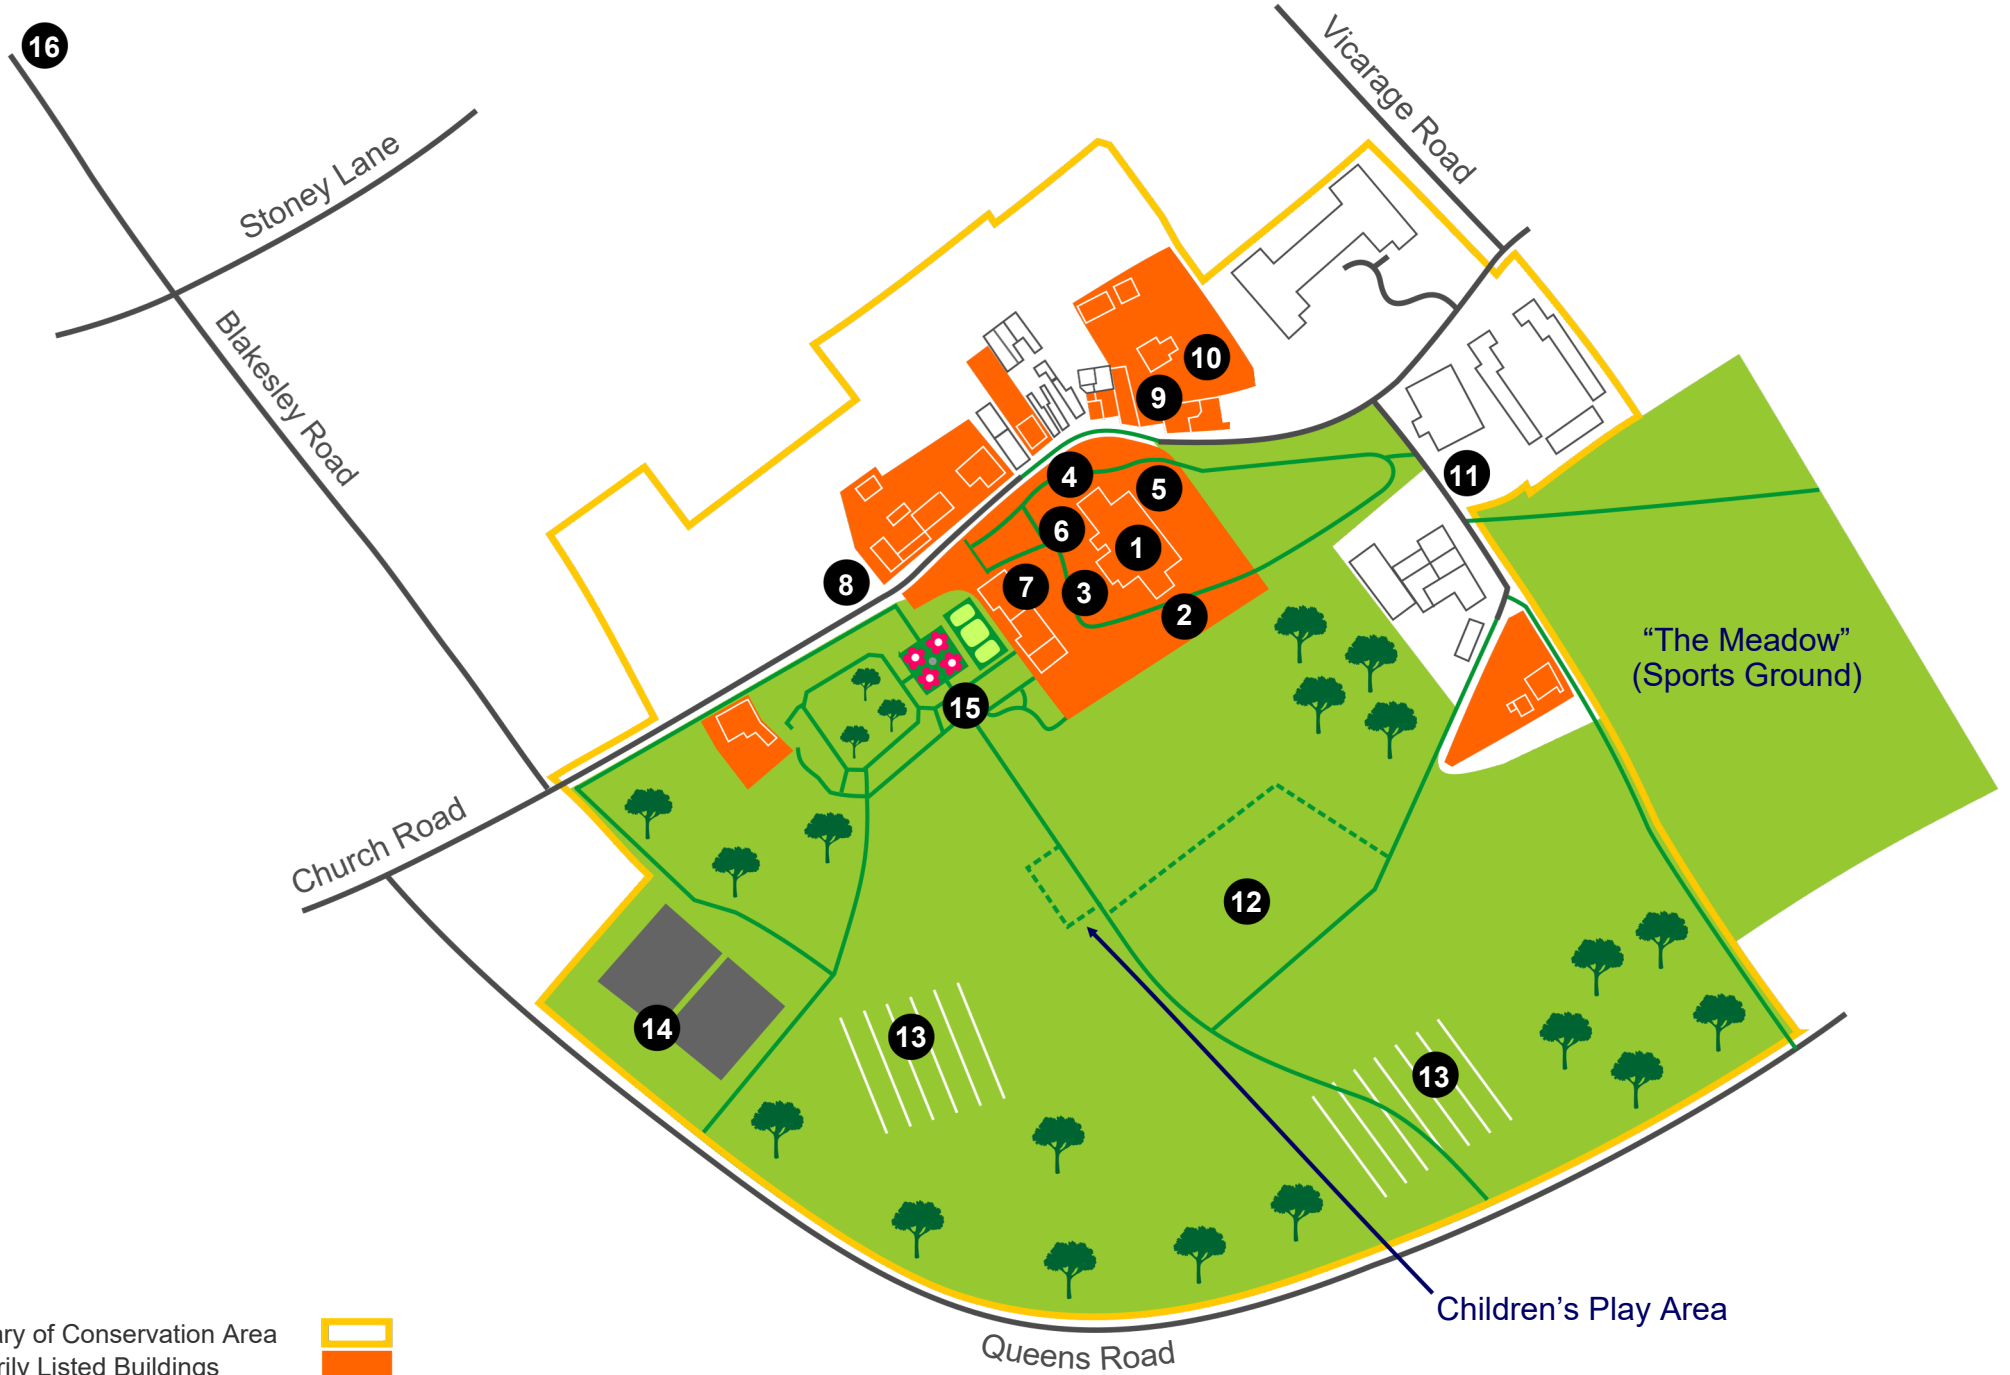 16
Vicarage Road
Stoney Lane
Blakesley Road
10
9
4
5
11
6
1
8
7
3
2
"The Meadow"
(Sports Ground)
15
Church Road
12
14
13
13
Children's Play Area
of Conservation Area
Listed Buildings
Queens Road